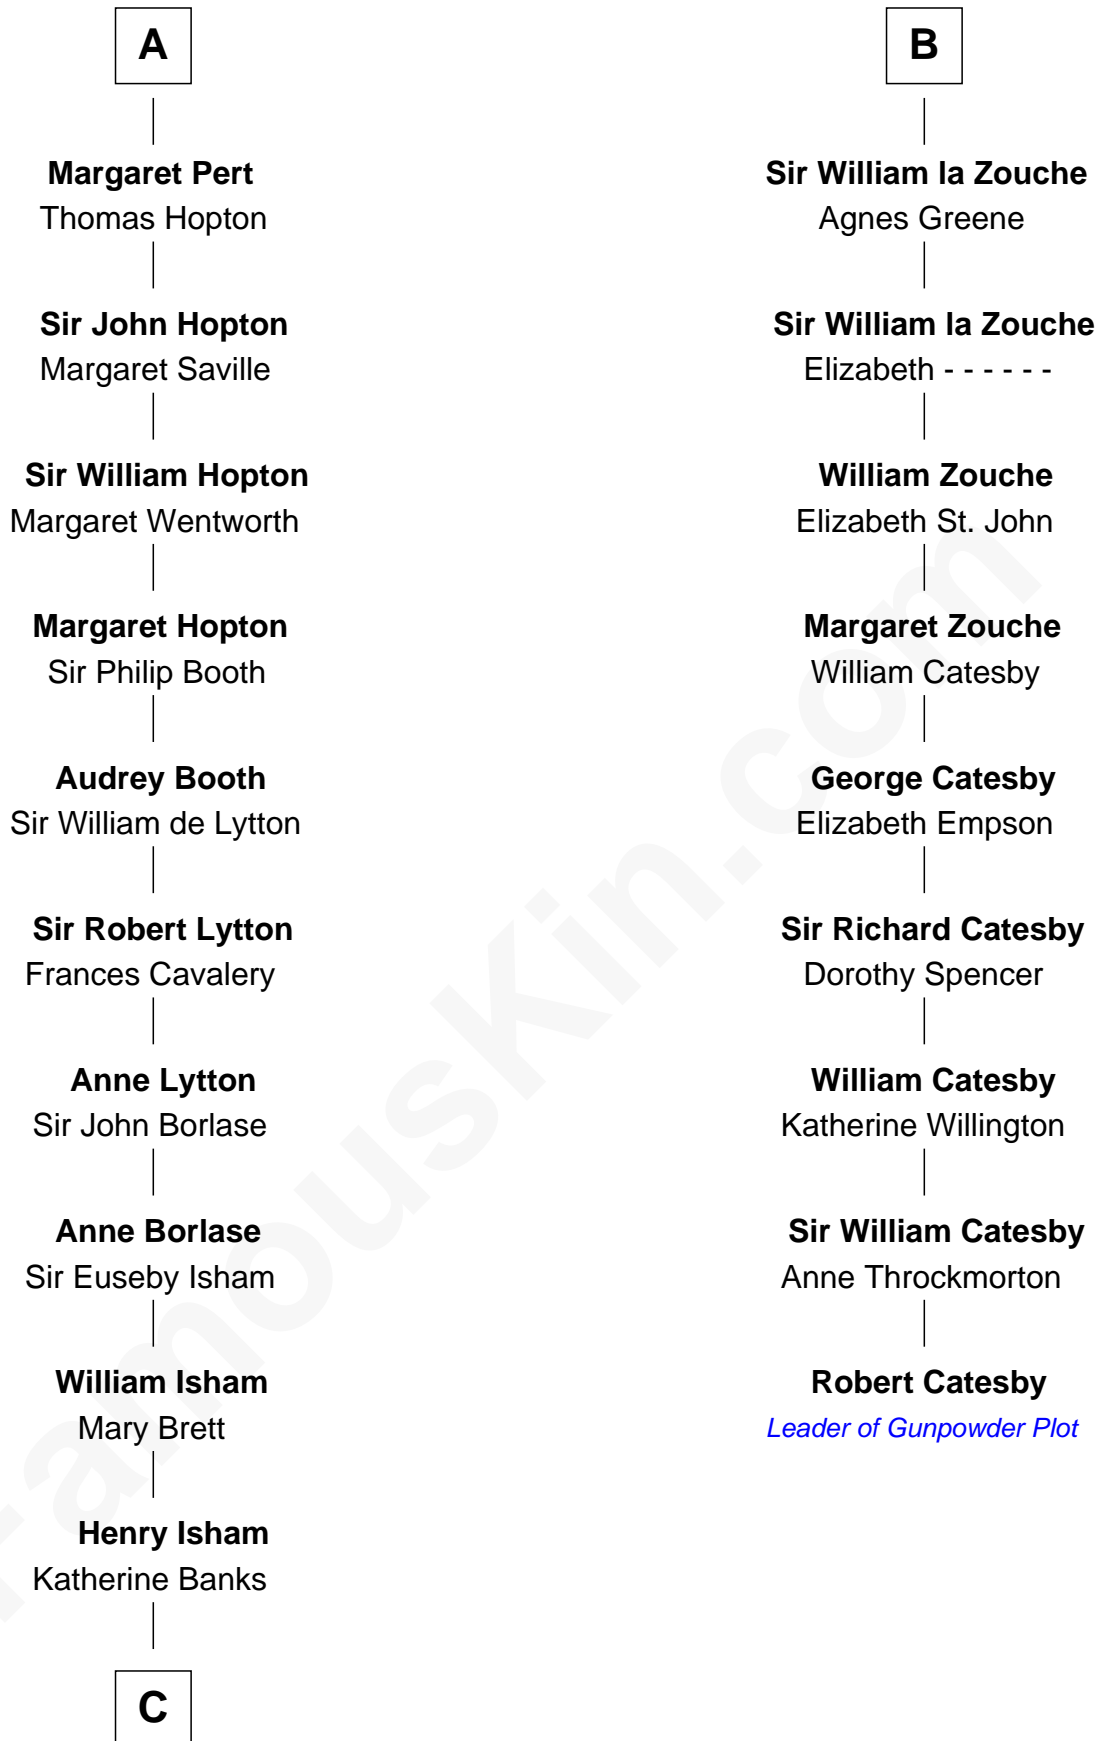 A
Margaret Pert
Thomas Hopton
Sir John Hopton
Margaret Saville
Sir William Hopton
Margaret Wentworth
Margaret Hopton
Sir Philip Booth
Audrey Booth
Sir William de Lytton
Sir Robert Lytton
Frances Cavalery
Anne Lytton
Sir John Borlase
Anne Borlase
Sir Euseby Isham
William Isham
Mary Brett
Henry Isham
Katherine Banks
C
B
Sir William la Zouche
Agnes Greene
Sir William la Zouche
Elizabeth - - - - - -
William Zouche
Elizabeth St. John
Margaret Zouche
William Catesby
George Catesby
Elizabeth Empson
Sir Richard Catesby
Dorothy Spencer
William Catesby
Katherine Willington
Sir William Catesby
Anne Throckmorton
Robert Catesby
Leader of Gunpowder Plot
FamousKin.com